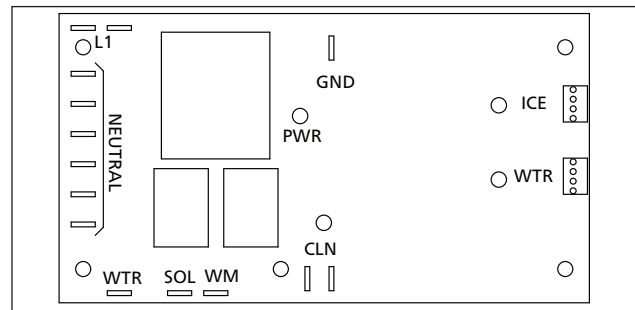 L1
GND
NEUTRAL
PWR
ICE
WTR
CLN
WTR SOL WM